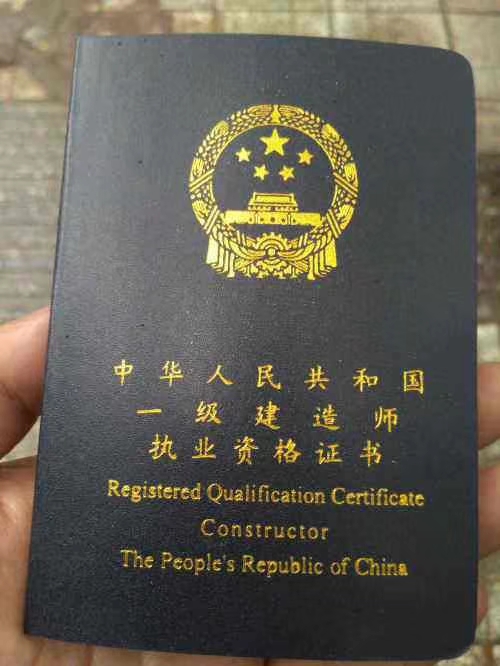 中华人民共和国
一级建造师
执业资格证书
Registered Qualification Certificate
Constructor
The People's Republic of China